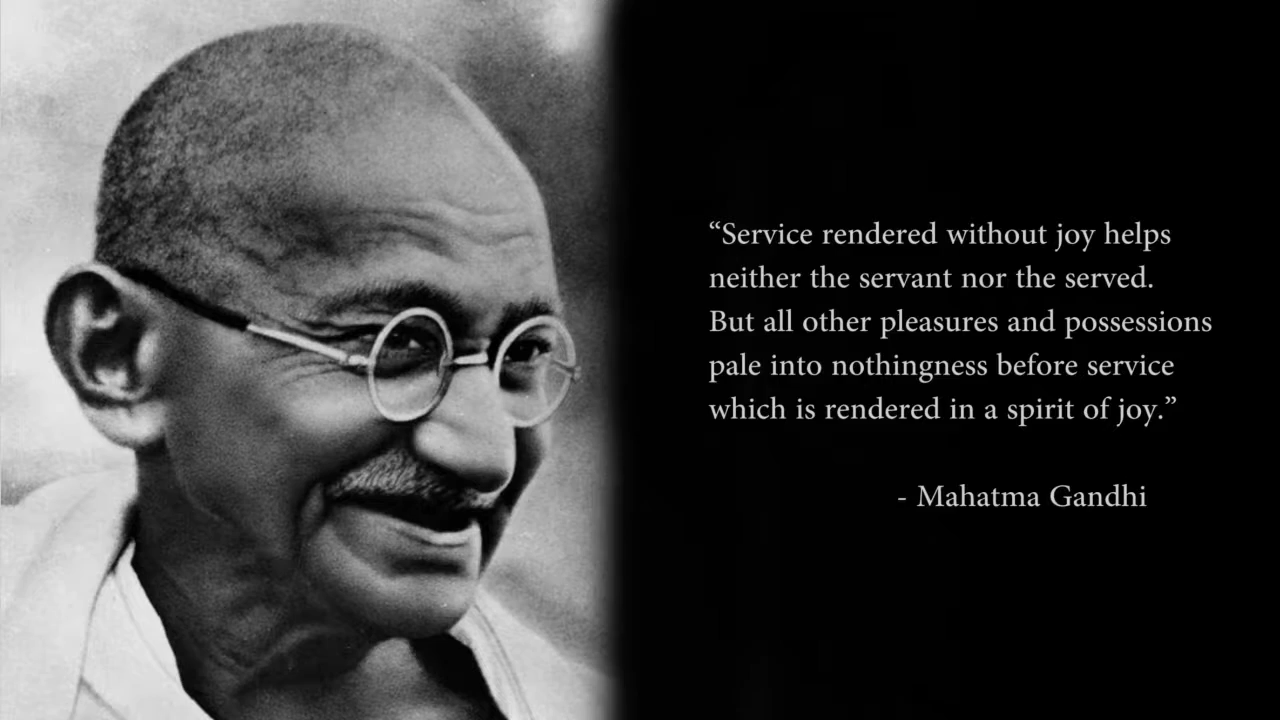 “Service rendered without joy helps
neither the servant nor the served.
But all other pleasures and possessions
pale into nothingness before service
which is rendered in a spirit of joy.”
- Mahatma Gandhi